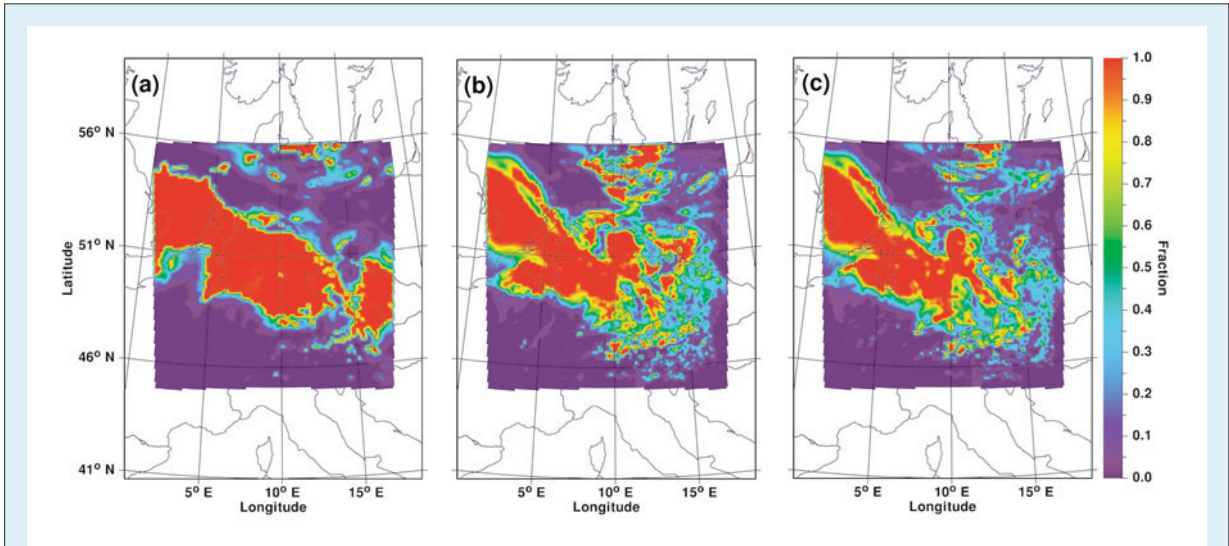 (a)
(b)
(c)
56° N
51° N
46° N
41° N
Latitude
5° E
10° E
15° E
Longitude
5° E
10° E
15° E
Longitude
5° E
10° E
15° E
Longitude
1.0
0.9
0.8
0.7
0.6
0.5
0.4
0.3
0.2
0.1
0.0
Fraction